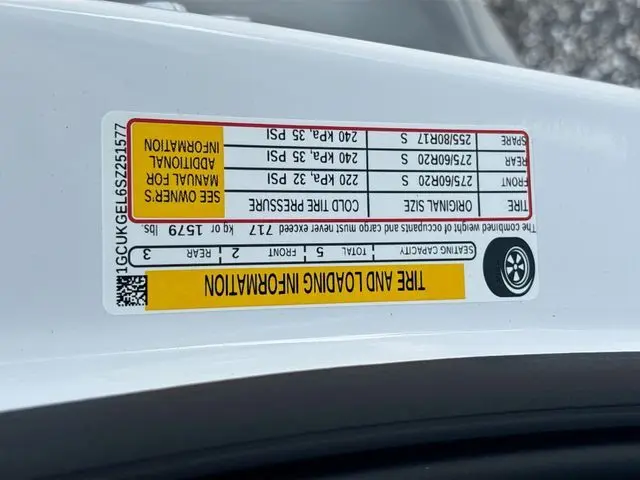 TIRE AND LOADING INFORMATION
SEATING CAPACITY TOTAL 5 FRONT 2 REAR 3
The combined weight of occupants and cargo must never exceed 717 kg or 1579 lbs.
TIRE ORIGINAL SIZE COLD TIRE PRESSURE
FRONT 275/60R20 S 220 kPa, 32 PSI
REAR 275/60R20 S 240 kPa, 35 PSI
SPARE 255/80R17 S 240 kPa, 35 PSI
SEE OWNER'S
MANUAL FOR
ADDITIONAL
INFORMATION
1GCUKGEL6SZ251577